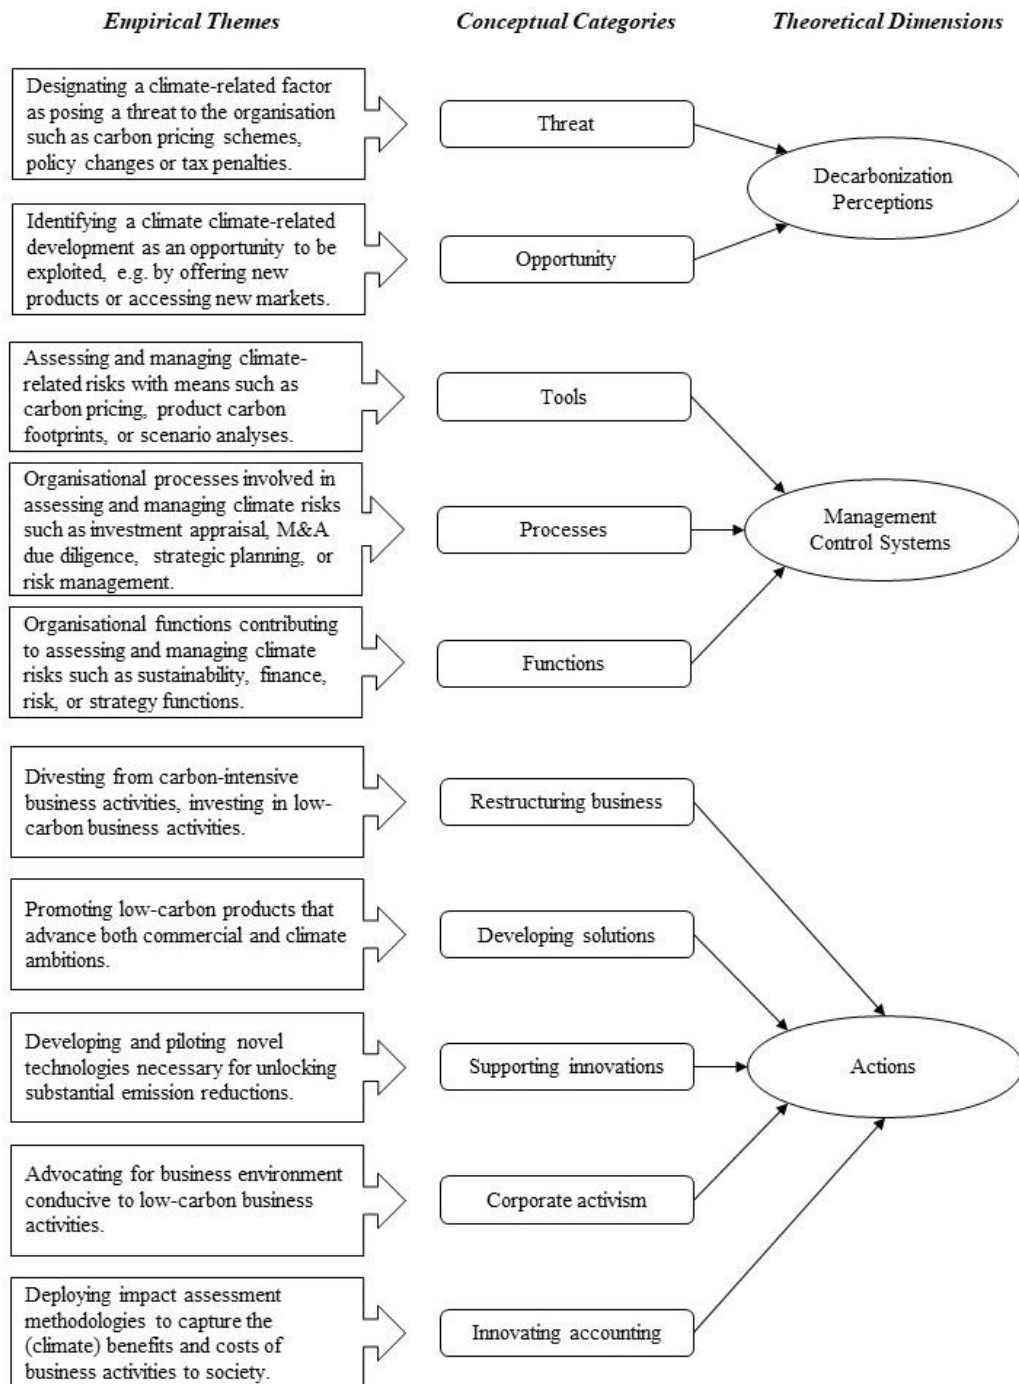 Empirical Themes
Conceptual Categories
Theoretical Dimensions
Designating a climate-related factor
as posing a threat to the organisation
such as carbon pricing schemes,
policy changes or tax penalties.
Threat
Decarbonization
Perceptions
Identifying a climate climate-related
development as an opportunity to be
exploited, e.g. by offering new
products or accessing new markets.
Opportunity
Assessing and managing climate-
related risks with means such as
carbon pricing, product carbon
footprints, or scenario analyses.
Tools
Organisational processes involved in
assessing and managing climate risks
such as investment appraisal, M&A
due diligence, strategic planning, or
risk management.
Processes
Management
Control Systems
Organisational functions contributing
to assessing and managing climate
risks such as sustainability, finance,
risk, or strategy functions.
Functions
Divesting from carbon-intensive
business activities, investing in low-
carbon business activities.
Restructuring business
Promoting low-carbon products that
advance both commercial and climate
ambitions.
Developing solutions
Developing and piloting novel
technologies necessary for unlocking
substantial emission reductions.
Supporting innovations
Actions
Advocating for business environment
conducive to low-carbon business
activities.
Corporate activism
Deploying impact assessment
methodologies to capture the
(climate) benefits and costs of
business activities to society.
Innovating accounting